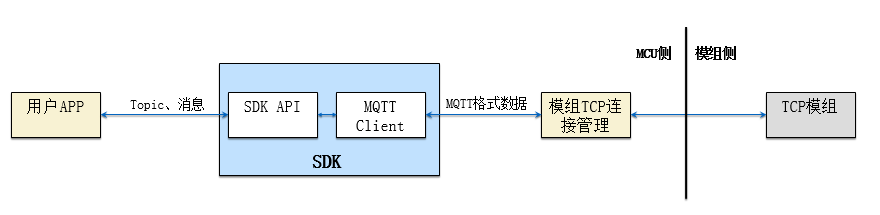 MCU侧
模组侧
用户APP
Topic、消息
SDK API
MQTT
Client
MQTT格式数据
模组TCP连
接管理
TCP模组
SDK